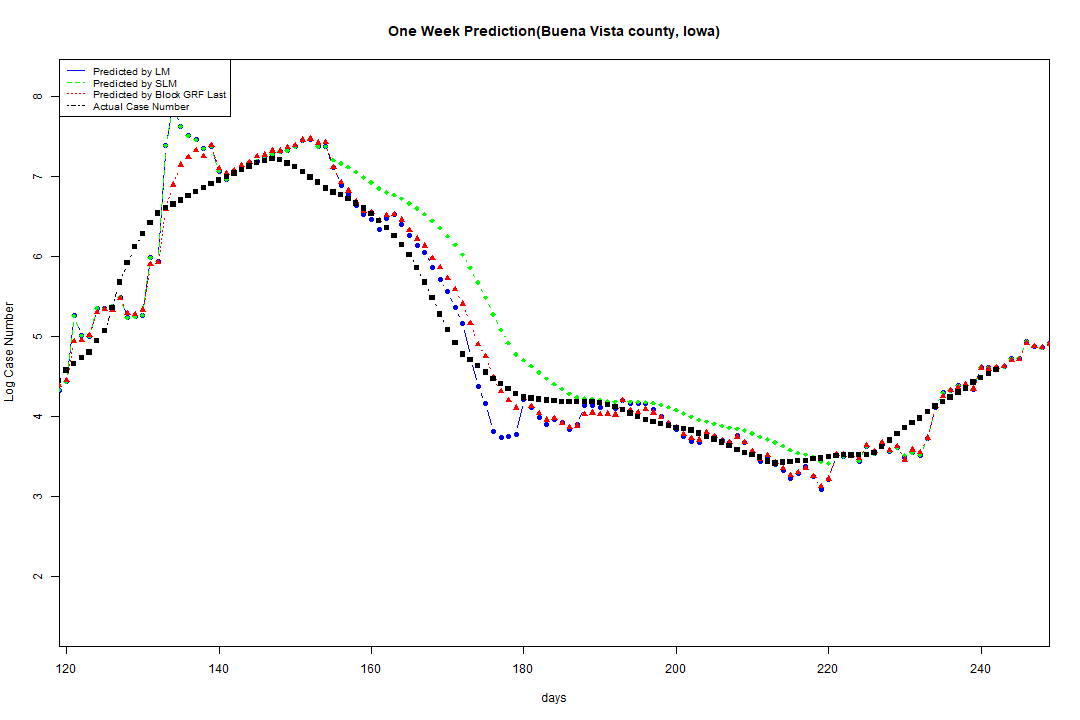 One Week Prediction(Buena Vista county, Iowa)
Predicted by LM
Predicted by SLM
Predicted by Block GRF Last
Actual Case Number
8
7
6
5
4
3
2
Log Case Number
120 140 160 180 200 220 240
days